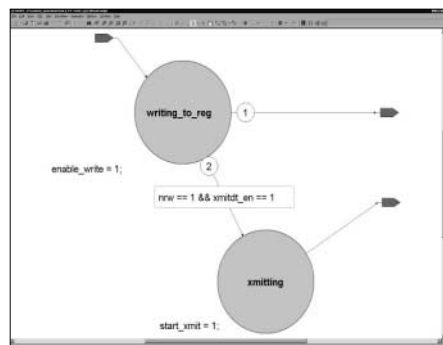 writing_to_reg
1
2
enable_write = 1;
nrw == 1 && xmitdt_en == 1
xmitting
start_xmit = 1;